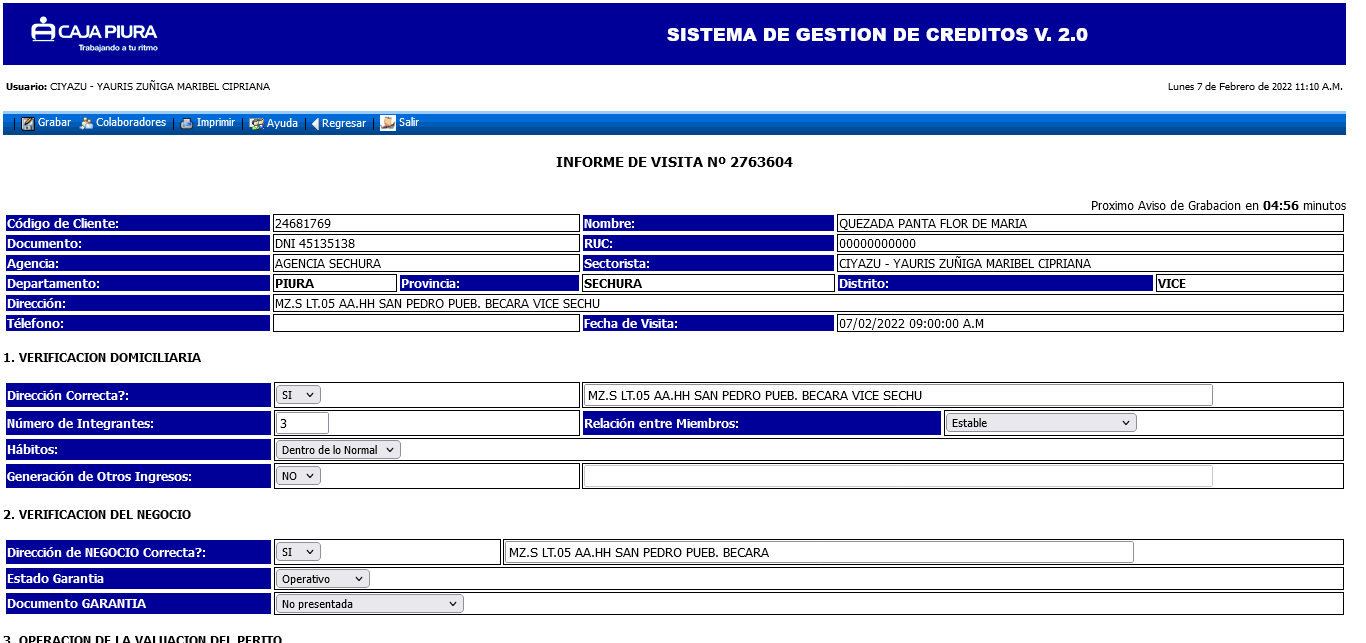 CAJA PIURA
Trabajando a tu ritmo
SISTEMA DE GESTION DE CREDITOS V. 2.0
Usuario: CIYAZU - YAURIS ZUÑIGA MARIBEL CIPRIANA
Lunes 7 de Febrero de 2022 11:10 A.M.
| Grabar Colaboradores | Imprimir | Ayuda | Regresar | Salir
INFORME DE VISITA Nº 2763604
Proximo Aviso de Grabacion en 04:56 minutos
Código de Cliente: 24681769 Nombre: QUEZADA PANTA FLOR DE MARIA
Documento: DNI 45135138 RUC: 00000000000
Agencia: AGENCIA SECHURA Sectorista: CIYAZU - YAURIS ZUÑIGA MARIBEL CIPRIANA
Departamento: PIURA Provincia: SECHURA Distrito: VICE
Dirección: MZ.S LT.05 AA.HH SAN PEDRO PUEB. BECARA VICE SECHU
Télefono: Fecha de Visita: 07/02/2022 09:00:00 A.M
1. VERIFICACION DOMICILIARIA
Dirección Correcta?: SI MZ.S LT.05 AA.HH SAN PEDRO PUEB. BECARA VICE SECHU
Número de Integrantes: 3 Relación entre Miembros: Estable
Hábitos: Dentro de lo Normal
Generación de Otros Ingresos: NO
2. VERIFICACION DEL NEGOCIO
Dirección de NEGOCIO Correcta?: SI MZ.S LT.05 AA.HH SAN PEDRO PUEB. BECARA
Estado Garantia Operativo
Documento GARANTIA No presentada
3. OPERACION DE LA VALUACION DEL PERITO